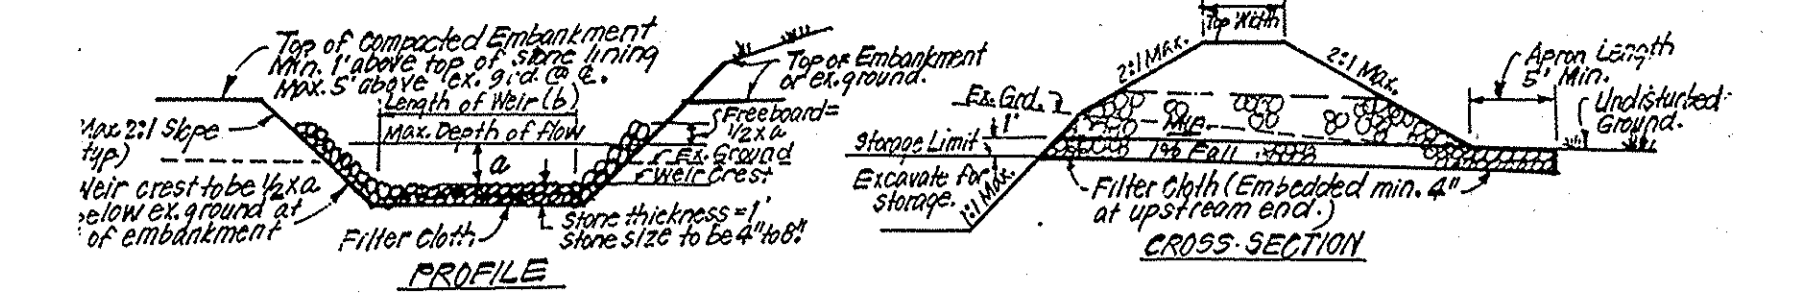 Top of Compacted Embankment
Min. 1' above top of stone lining
Max. 5' above ex. grd. @ ℄.
Length of Weir (b)
Max. Depth of flow
Top of Embankment
or ex. ground.
Freeboard=
1/2 x a
Max 2:1 Slope
typ.)
a
Ex. Ground
Weir Crest
Weir crest to be 1/2 x a
below ex. ground at
of embankment
Filter Cloth
Stone thickness = 1'
Stone size to be 4" to 8".
PROFILE
Top Width
2:1 Max.
2:1 Max.
Apron Length
5' Min.
Undisturbed
Ground.
Ex. Grd.
1'
Storage Limit
Min.
1% Fall
Excavate for
storage.
1:1 Max.
Filter Cloth (Embedded min. 4"
at upstream end.)
CROSS-SECTION